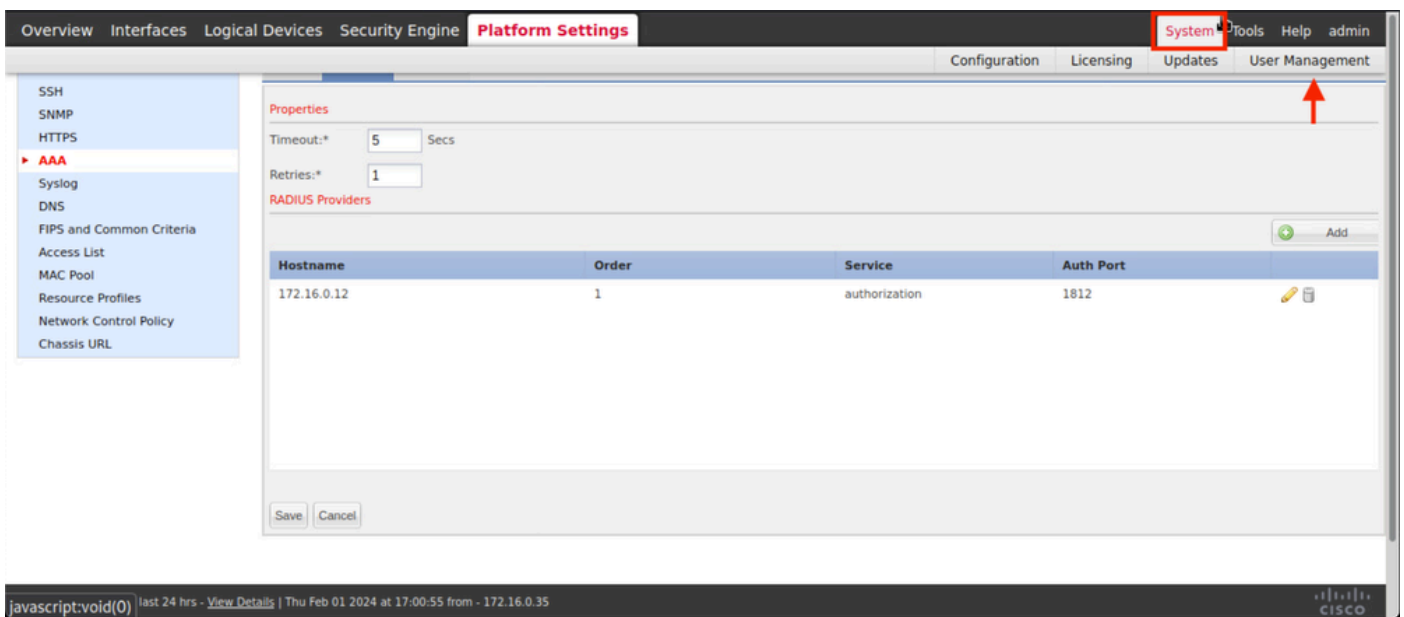 Overview Interfaces Logical Devices Security Engine Platform Settings System Tools Help admin
Configuration Licensing Updates User Management
SSH
SNMP
HTTPS
AAA
Syslog
DNS
FIPS and Common Criteria
Access List
MAC Pool
Resource Profiles
Network Control Policy
Chassis URL
Properties
Timeout:* 5 Secs
Retries:* 1
RADIUS Providers
Add
Hostname Order Service Auth Port
172.16.0.12 1 authorization 1812
Save Cancel
javascript:void(0) last 24 hrs - View Details | Thu Feb 01 2024 at 17:00:55 from - 172.16.0.35
CISCO